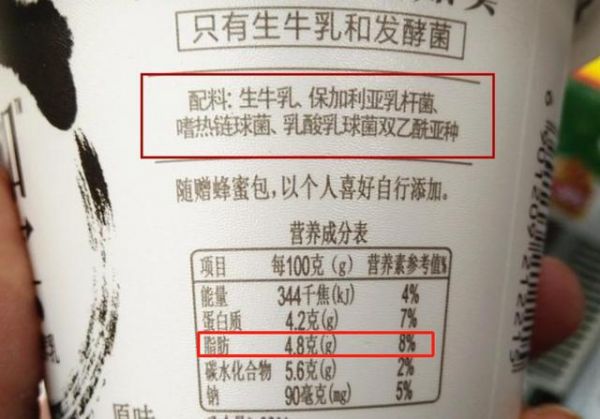 只有生牛乳和发酵菌
配料: 生牛乳、保加利亚乳杆菌、
嗜热链球菌、乳酸乳球菌双乙酰亚种
随赠蜂蜜包,以个人喜好自行添加。
营养成分表
项目 每100克 (g) 营养素参考值%
能量 344千焦(kJ) 4%
蛋白质 4.2克(g) 7%
脂肪 4.8克(g) 8%
碳水化合物 5.6克(g) 2%
钠 90毫克(mg) 5%
原味